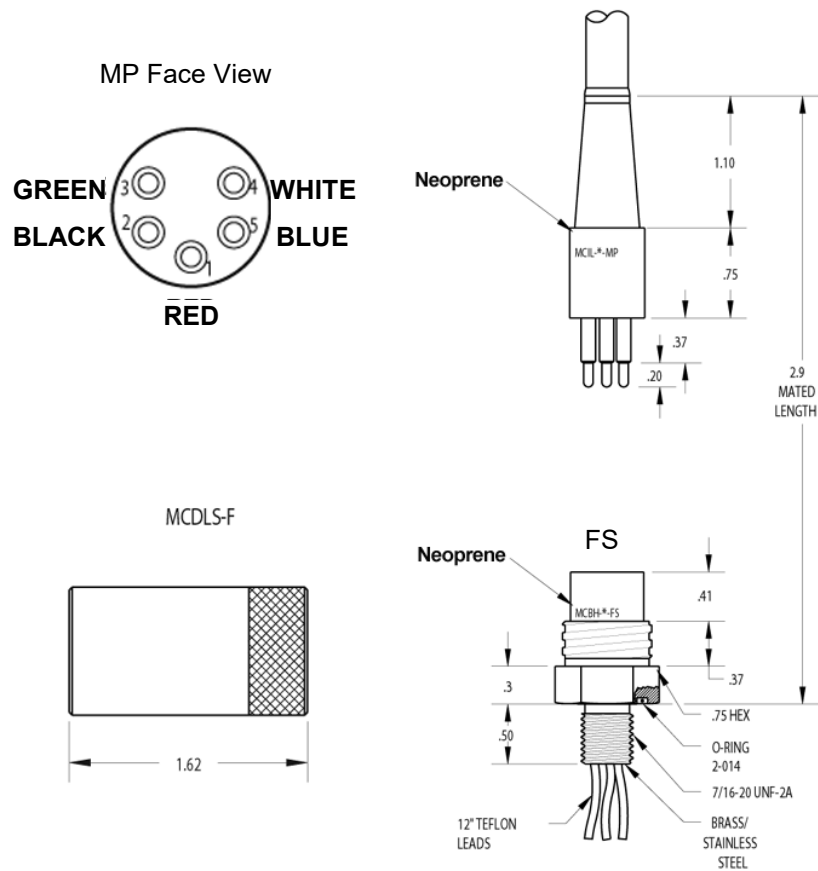 MP Face View
GREEN 3 4 WHITE
BLACK 2 5 BLUE
1
RED
Neoprene
MCIL-*-MP
1.10
.75
.37
.20
2.9
MATED
LENGTH
MCDLS-F
1.62
FS
Neoprene
MCBH-*-FS
.41
.37
.3
.50
.75 HEX
O-RING
2-014
7/16-20 UNF-2A
12" TEFLON
LEADS
BRASS/
STAINLESS
STEEL